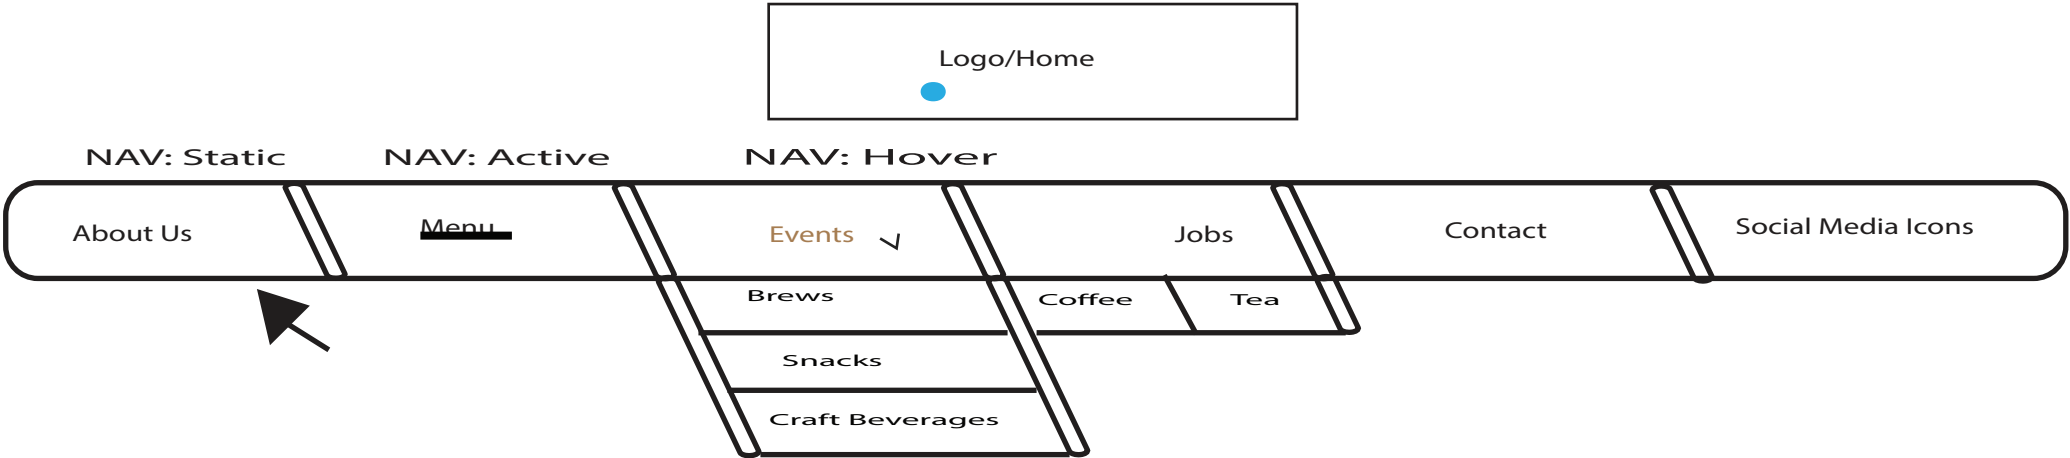 Logo/Home
NAV: Static NAV: Active NAV: Hover
About Us Menu Events Jobs Contact Social Media Icons
Brews Coffee Tea
Snacks
Craft Beverages